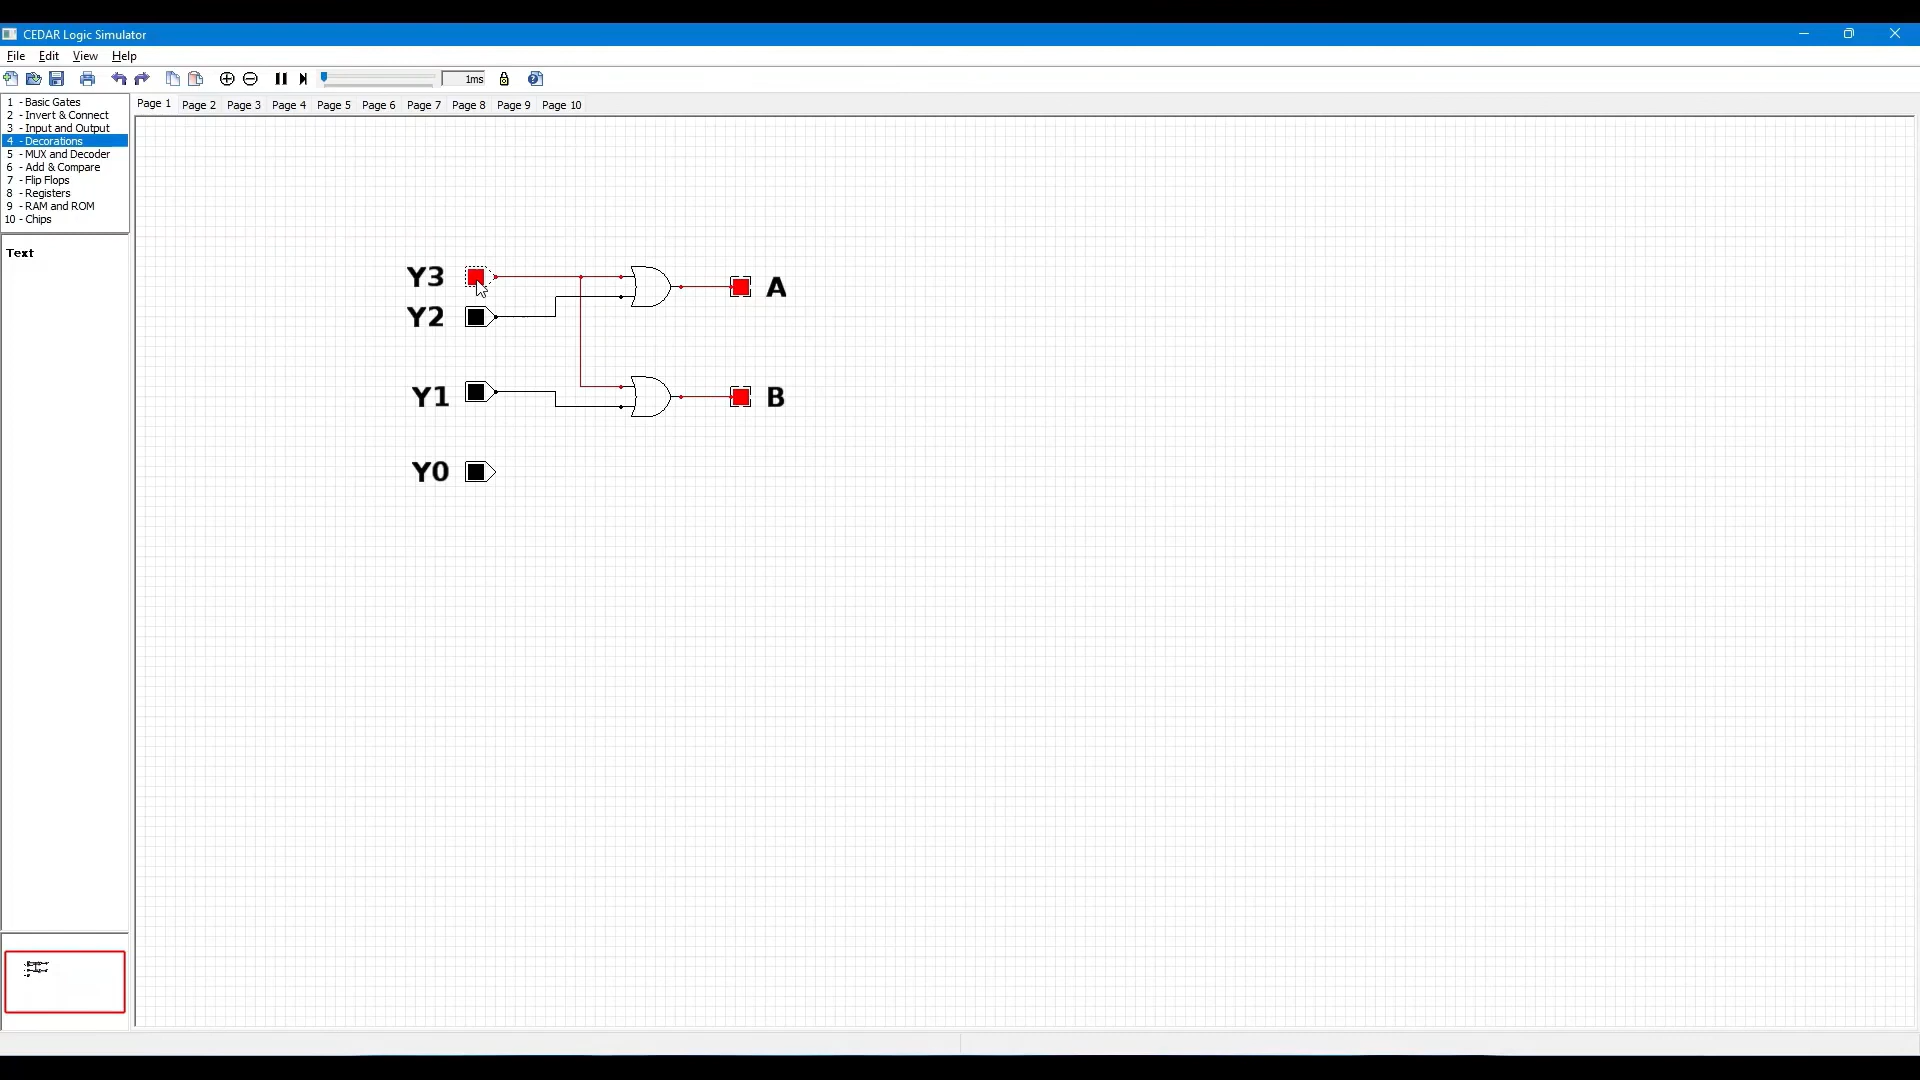 CEDAR Logic Simulator
File Edit View Help
1ms
1 - Basic Gates
2 - Invert & Connect
3 - Input and Output
4 - Decorations
5 - MUX and Decoder
6 - Add & Compare
7 - Flip Flops
8 - Registers
9 - RAM and ROM
10 - Chips
Page 1 Page 2 Page 3 Page 4 Page 5 Page 6 Page 7 Page 8 Page 9 Page 10
Text
Y3
A
Y2
Y1
B
Y0